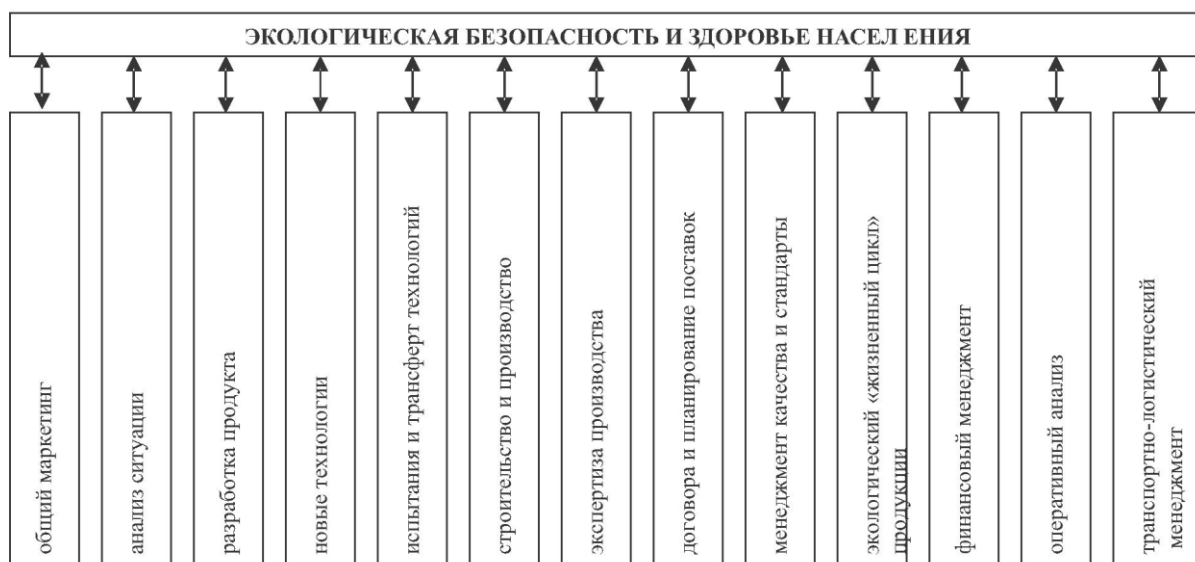 ЭКОЛОГИЧЕСКАЯ БЕЗОПАСНОСТЬ И ЗДОРОВЬЕ НАСЕЛ ЕНИЯ
общий маркетинг
анализ ситуации
разработка продукта
новые технологии
испытания и трансферт технологий
строительство и производство
экспертиза производства
договора и планирование поставок
менеджмент качества и стандарты
экологический «жизненный цикл»
продукции
финансовый менеджмент
оперативный анализ
транспортно-логистический
менеджмент